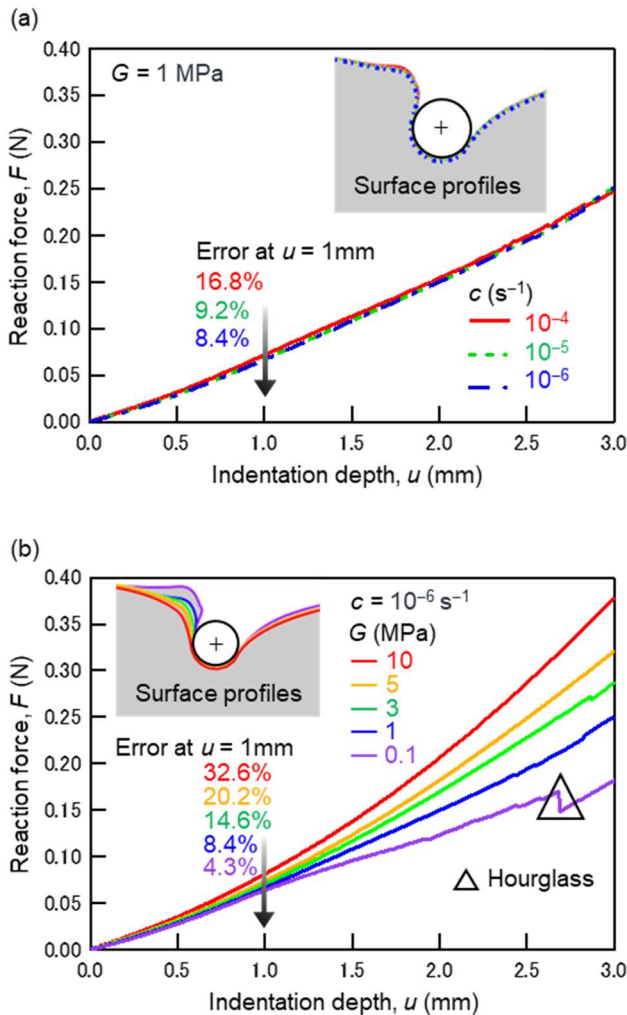 (a)
0.40
0.35
0.30
0.25
0.20
0.15
0.10
0.05
0.00
Reaction force, F (N)
G = 1 MPa
+
Surface profiles
Error at u = 1mm
16.8%
9.2%
8.4%
c (s⁻¹)
10⁻⁴
10⁻⁵
10⁻⁶
0.0 0.5 1.0 1.5 2.0 2.5 3.0
Indentation depth, u (mm)
(b)
0.40
0.35
0.30
0.25
0.20
0.15
0.10
0.05
0.00
Reaction force, F (N)
+
Surface profiles
c = 10⁻⁶ s⁻¹
G (MPa)
10
5
3
1
0.1
Error at u = 1mm
32.6%
20.2%
14.6%
8.4%
4.3%
Hourglass
0.0 0.5 1.0 1.5 2.0 2.5 3.0
Indentation depth, u (mm)